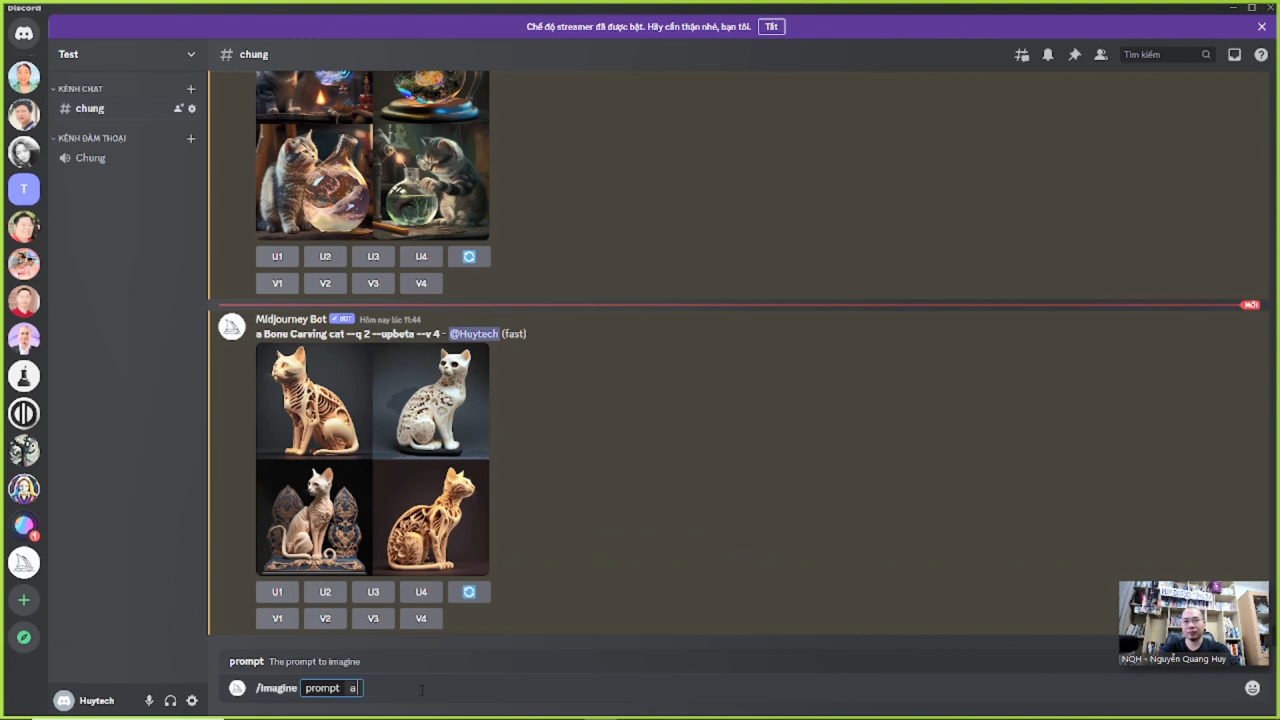 Discord
Chế độ streamer đã được bật. Hãy cẩn thận nhé, bạn tôi. Tắt
Test
# chung
Tìm kiếm
KÊNH CHAT
# chung
KÊNH ĐÀM THOẠI
Chung
T
U1 U2 U3 U4
V1 V2 V3 V4
MỚI
Midjourney Bot ✓ BOT Hôm nay lúc 11:44
a Bone Carving cat --q 2 --upbeta --v 4 - @Huytech (fast)
U1 U2 U3 U4
V1 V2 V3 V4
1
prompt The prompt to imagine
/imagine prompt a
NQH - Nguyễn Quang Huy
Huytech